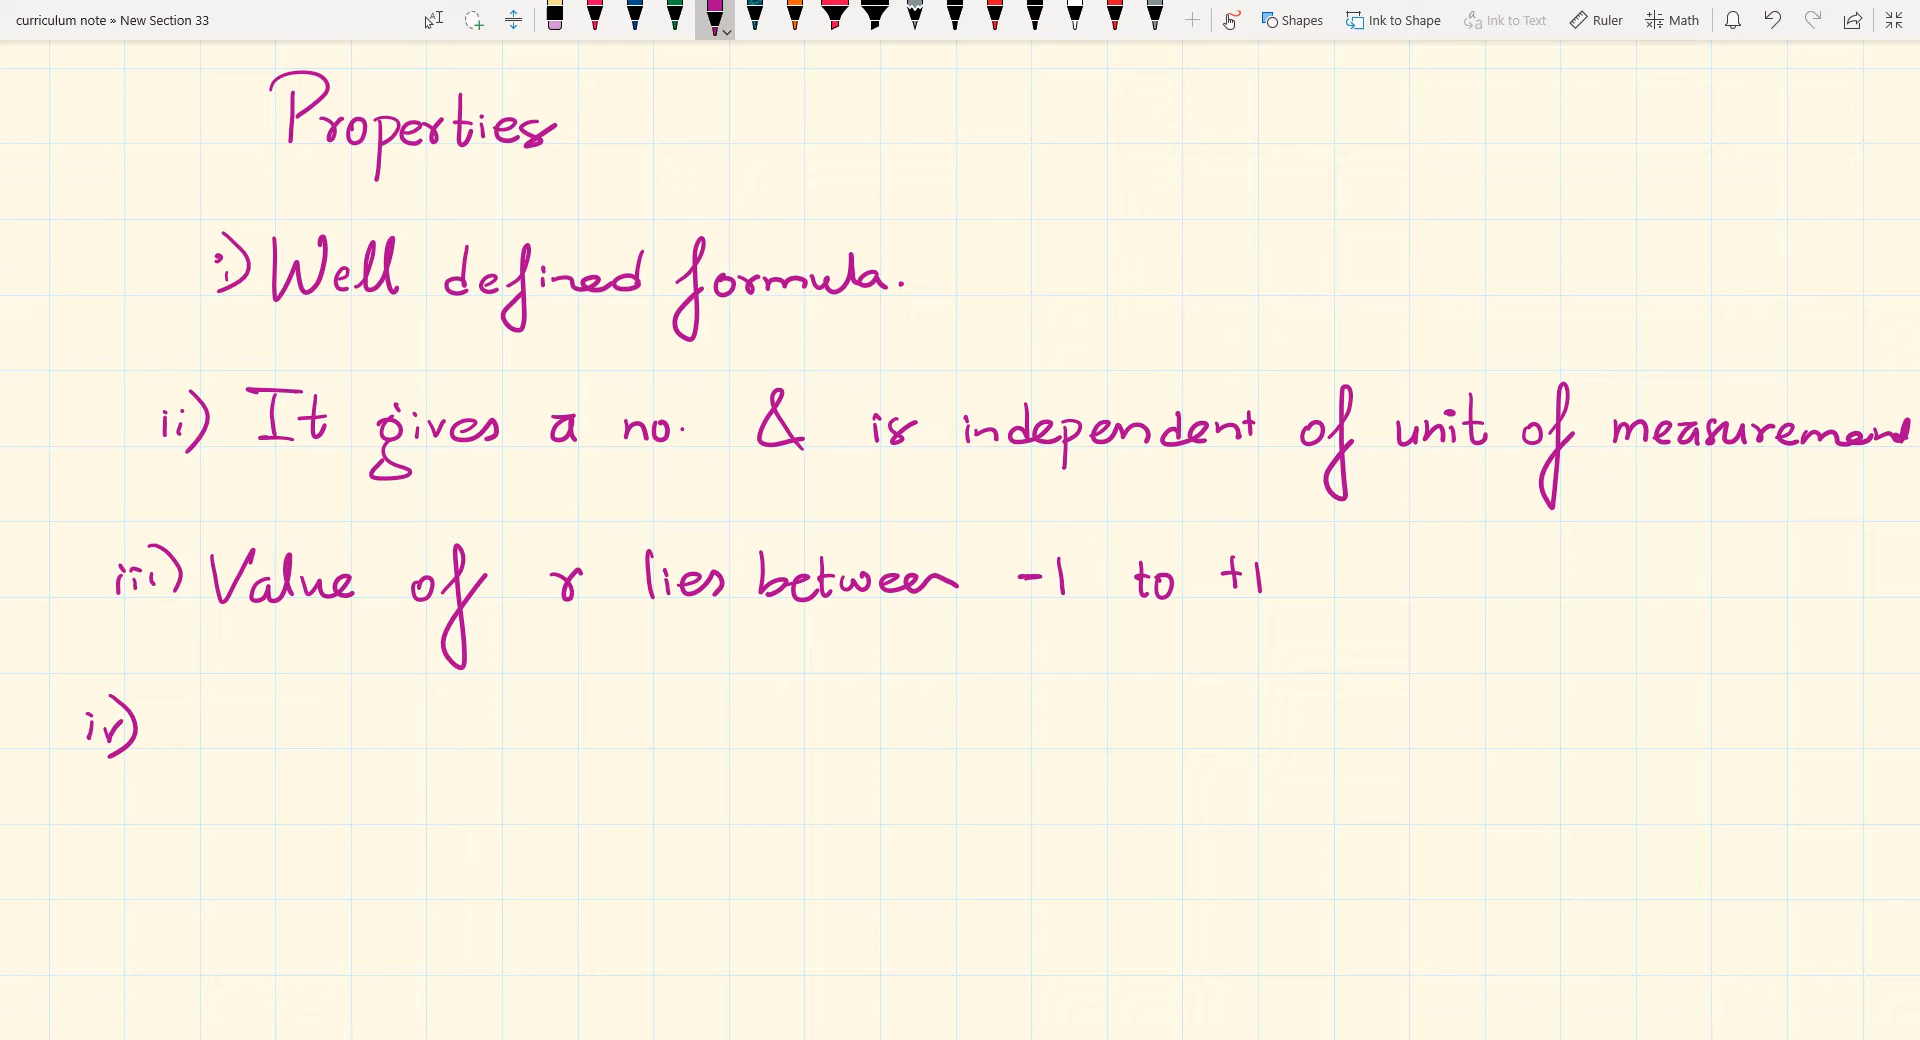 curriculum note » New Section 33
Shapes Ink to Shape Ink to Text Ruler Math
Properties
i) Well defined formula.
ii) It gives a no. & is independent of unit of measurement
iii) Value of r lies between -1 to +1
iv)